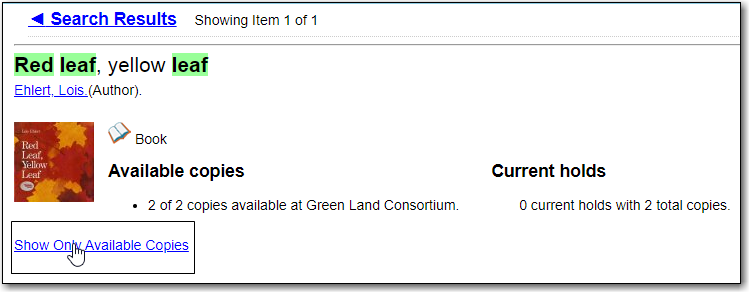 ◄ Search Results Showing Item 1 of 1
Red leaf, yellow leaf
Ehlert, Lois.(Author).
Lois Ehlert
Red
Leaf,
Yellow
Leaf
Book
Available copies
Current holds
• 2 of 2 copies available at Green Land Consortium.
0 current holds with 2 total copies.
Show Only Available Copies